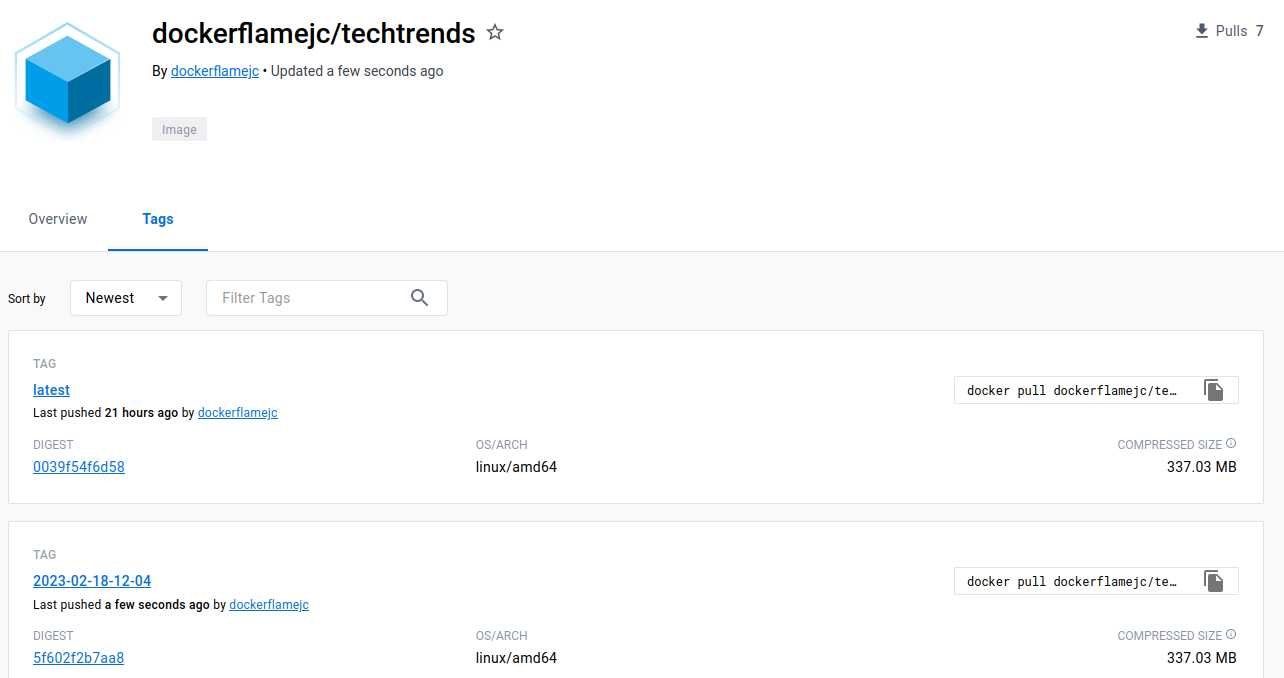 dockerflamejc/techtrends
Pulls 7
By dockerflamejc • Updated a few seconds ago
Image
Overview
Tags
Sort by
Newest
Filter Tags
TAG
latest
docker pull dockerflamejc/te…
Last pushed 21 hours ago by dockerflamejc
DIGEST
OS/ARCH
COMPRESSED SIZE
0039f54f6d58
linux/amd64
337.03 MB
TAG
2023-02-18-12-04
docker pull dockerflamejc/te…
Last pushed a few seconds ago by dockerflamejc
DIGEST
OS/ARCH
COMPRESSED SIZE
5f602f2b7aa8
linux/amd64
337.03 MB